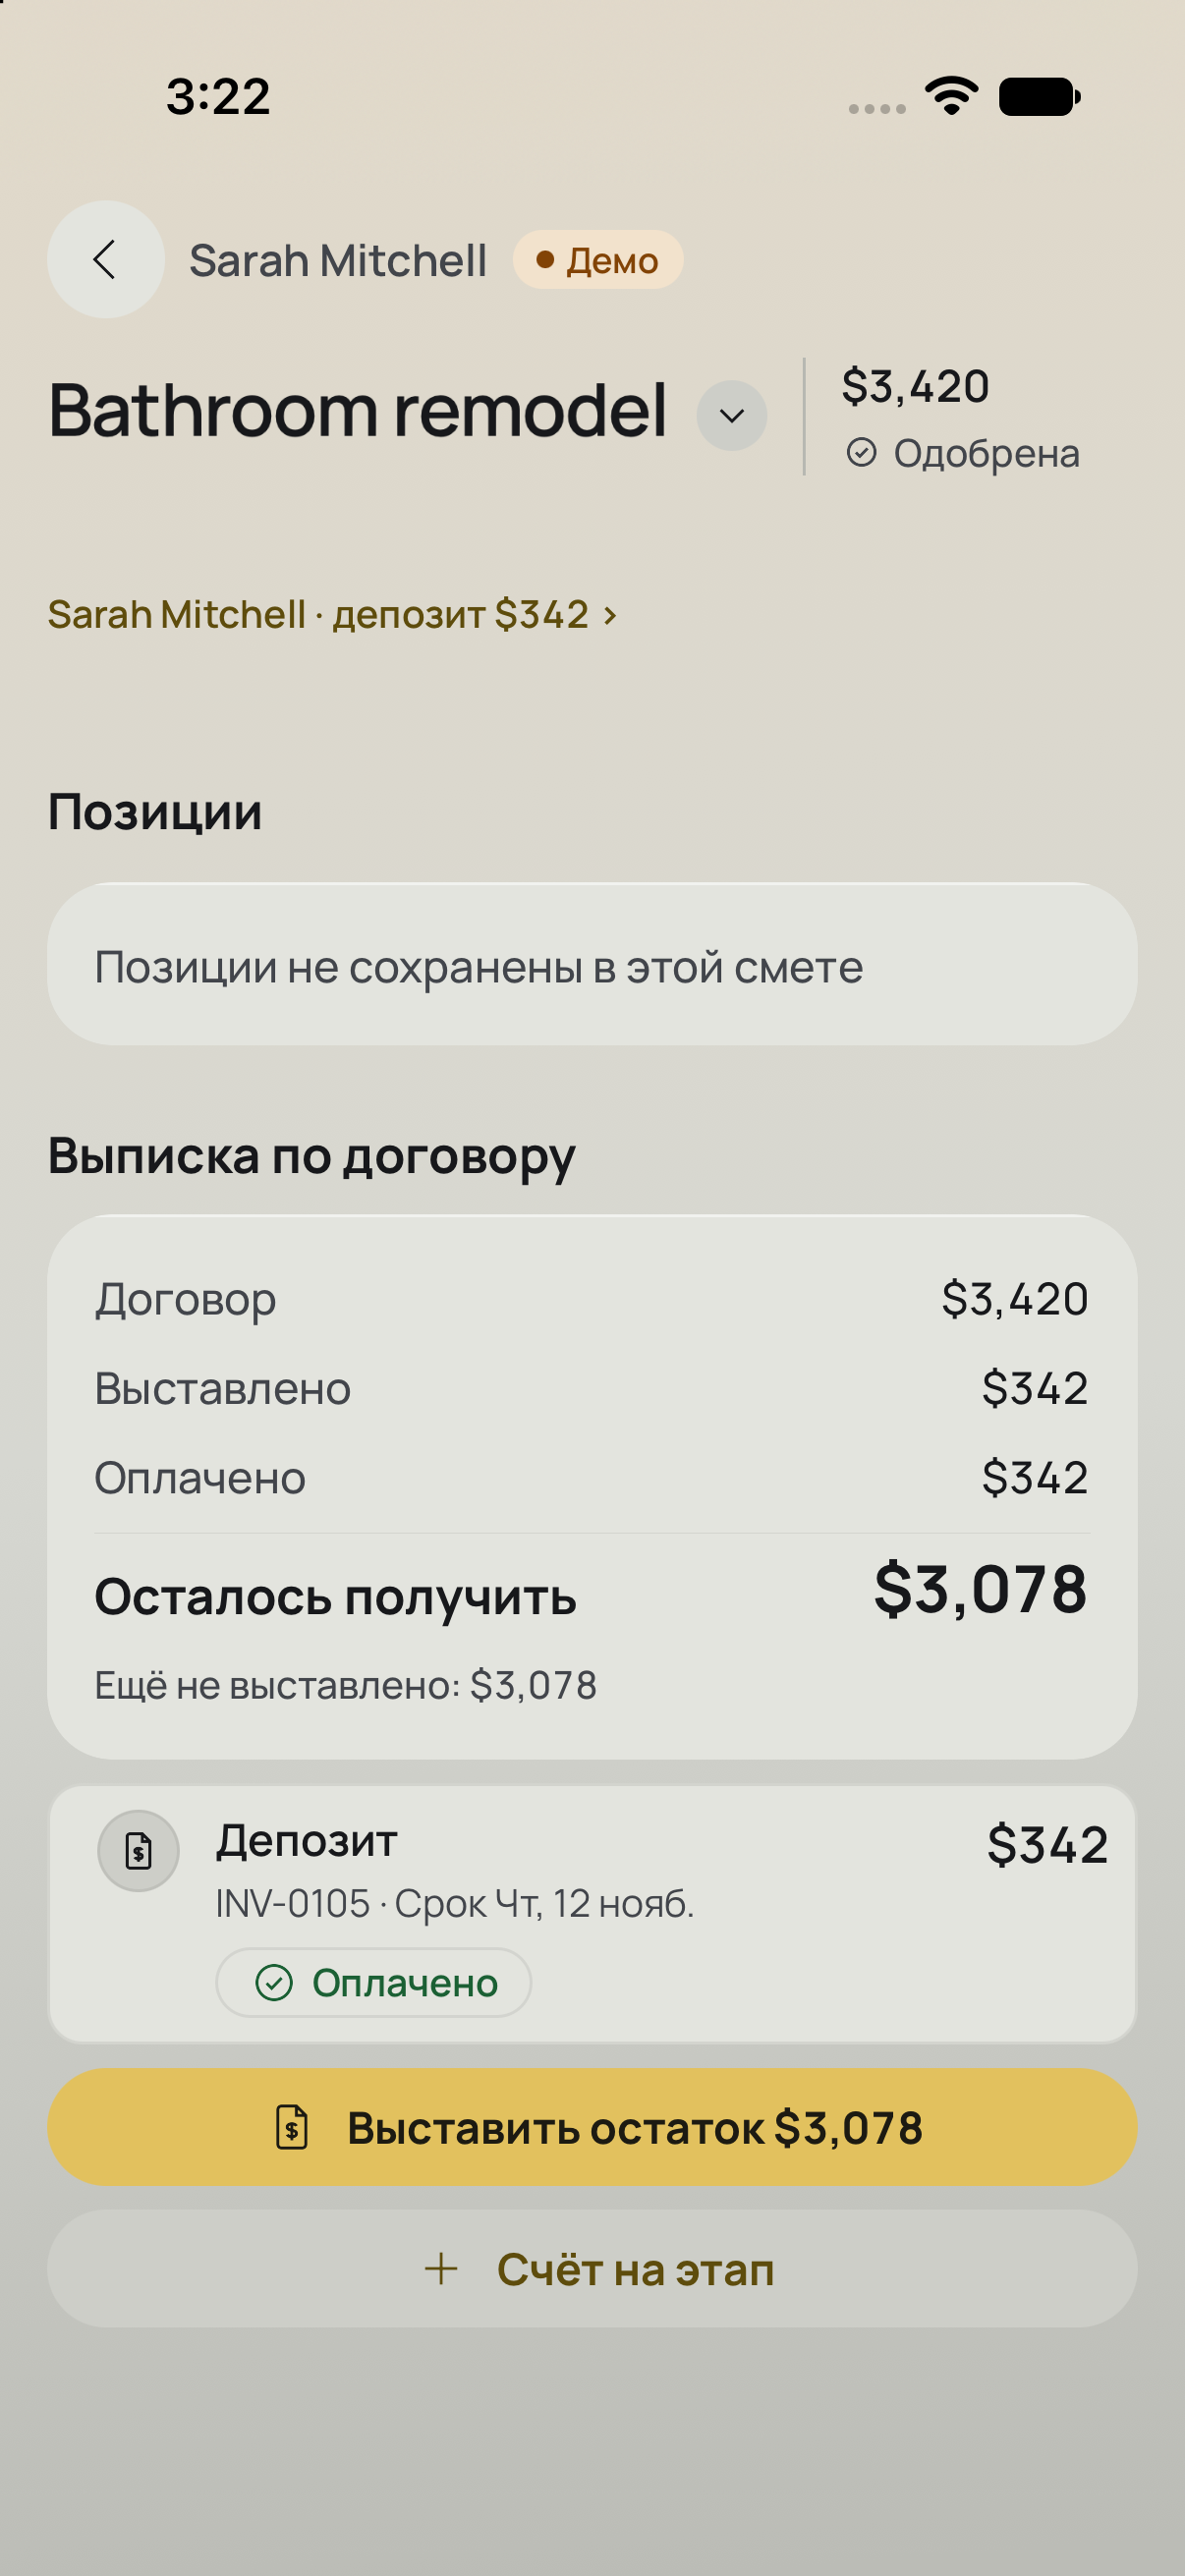 3:22
Sarah Mitchell
Демо
Bathroom remodel
$3,420
Одобрена
Sarah Mitchell · депозит $342 ›
Позиции
Позиции не сохранены в этой смете
Выписка по договору
Договор $3,420
Выставлено $342
Оплачено $342
Осталось получить $3,078
Ещё не выставлено: $3,078
Депозит $342
INV-0105 · Срок Чт, 12 нояб.
Оплачено
Выставить остаток $3,078
Счёт на этап